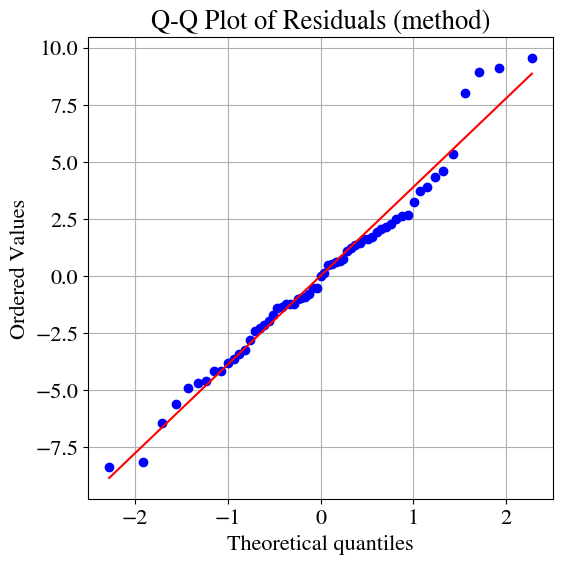 Q-Q Plot of Residuals (method)
10.0
7.5
5.0
2.5
0.0
−2.5
−5.0
−7.5
Ordered Values
−2 −1 0 1 2
Theoretical quantiles